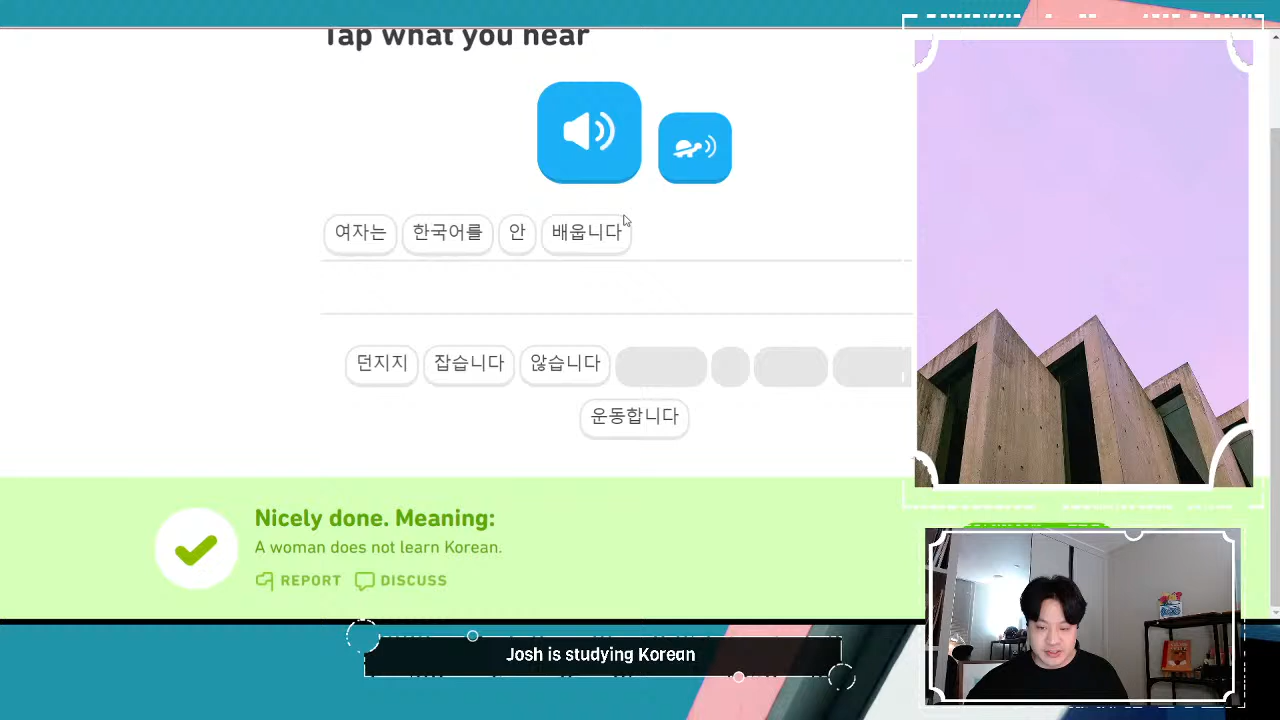 Tap what you hear
여자는 한국어를 안 배웁니다
던지지 잡습니다 않습니다
운동합니다
Nicely done. Meaning:
A woman does not learn Korean.
REPORT DISCUSS
Josh is studying Korean